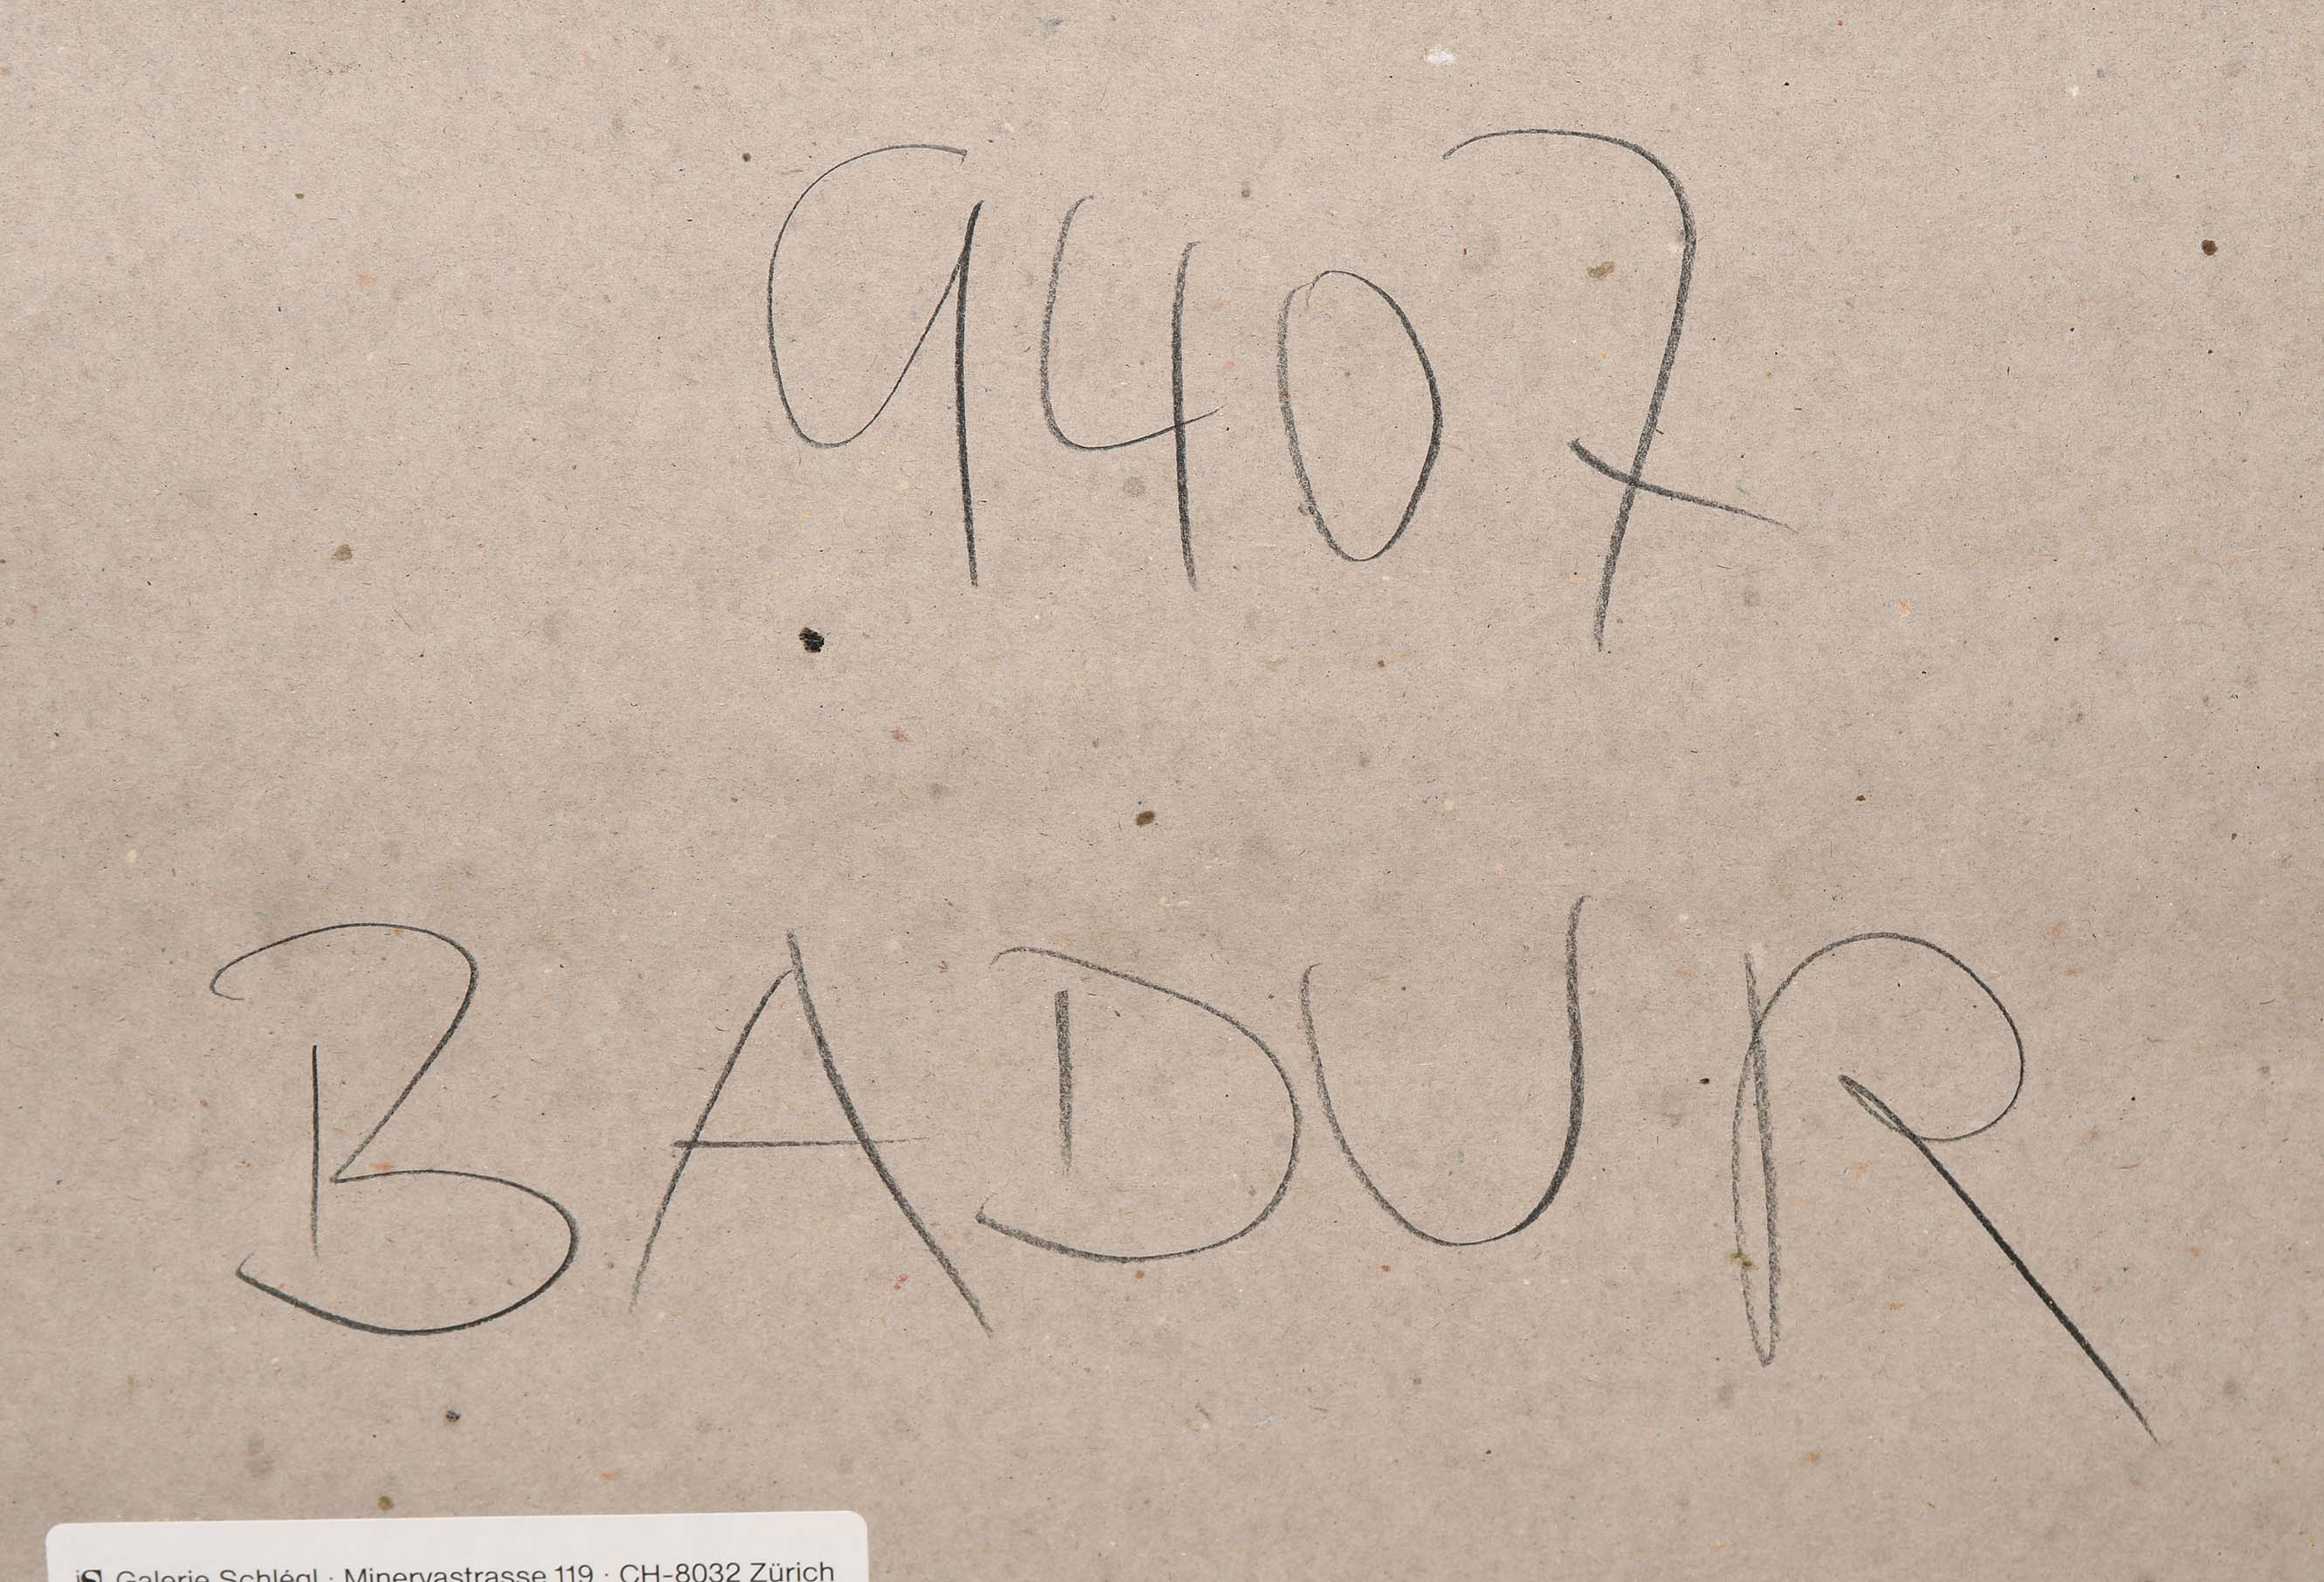 9407
BADUR
Galerie Schlégl · Minervastrasse 119 · CH-8032 Zürich